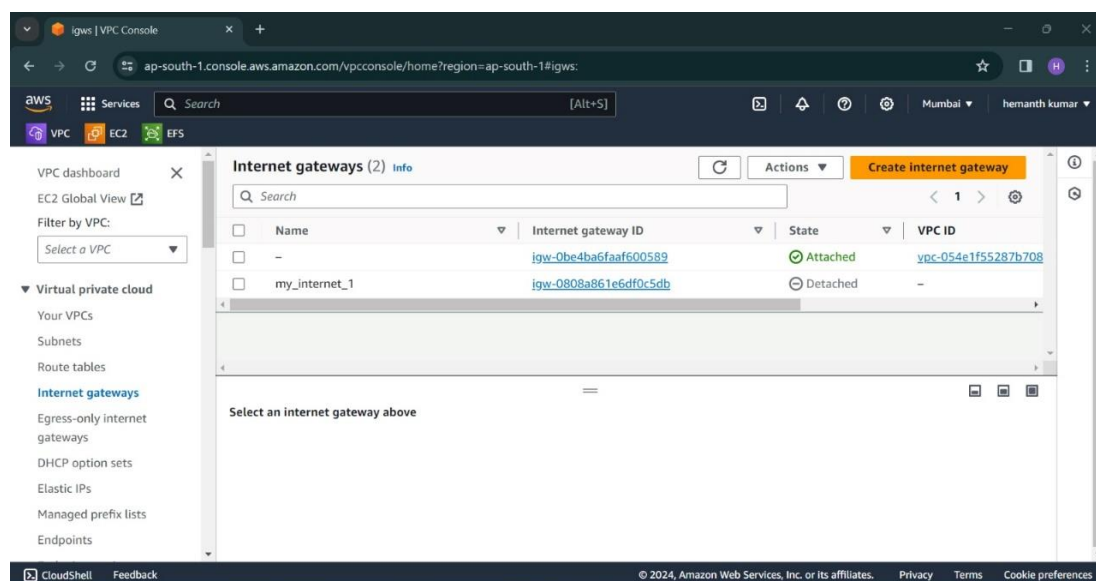 igws | VPC Console
ap-south-1.console.aws.amazon.com/vpcconsole/home?region=ap-south-1#igws:
H
aws Services Search [Alt+S] Mumbai hemanth kumar
VPC EC2 EFS
VPC dashboard
EC2 Global View
Filter by VPC:
Select a VPC
Virtual private cloud
Your VPCs
Subnets
Route tables
Internet gateways
Egress-only internet
gateways
DHCP option sets
Elastic IPs
Managed prefix lists
Endpoints
Internet gateways (2) Info Actions Create internet gateway
Search 1
Name Internet gateway ID State VPC ID
– igw-0be4ba6faaf600589 Attached vpc-054e1f55287b708
my_internet_1 igw-0808a861e6df0c5db Detached –
Select an internet gateway above
CloudShell Feedback © 2024, Amazon Web Services, Inc. or its affiliates. Privacy Terms Cookie preferences